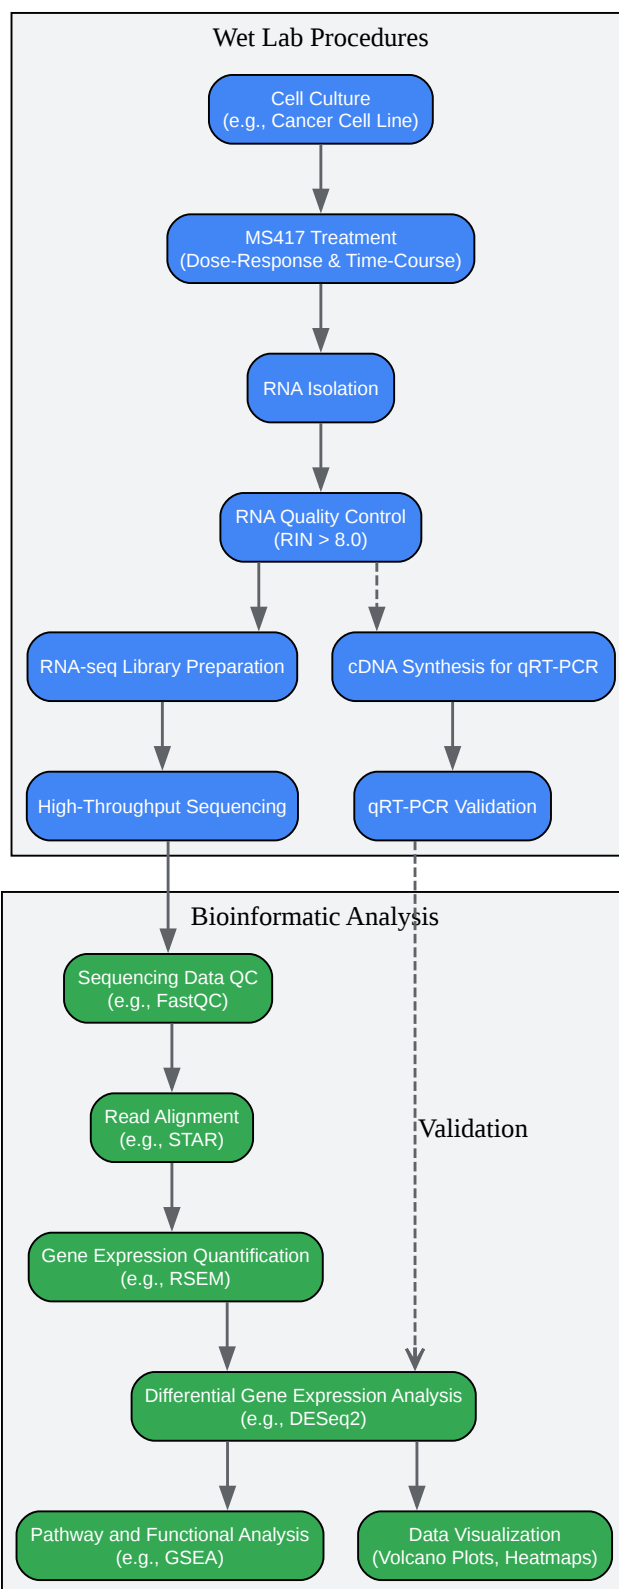 Wet Lab Procedures
Cell Culture
(e.g., Cancer Cell Line)
MS417 Treatment
(Dose-Response & Time-Course)
RNA Isolation
RNA Quality Control
(RIN > 8.0)
RNA-seq Library Preparation
cDNA Synthesis for qRT-PCR
High-Throughput Sequencing
qRT-PCR Validation
Bioinformatic Analysis
Sequencing Data QC
(e.g., FastQC)
Read Alignment
(e.g., STAR)
Validation
Gene Expression Quantification
(e.g., RSEM)
Differential Gene Expression Analysis
(e.g., DESeq2)
Pathway and Functional Analysis
(e.g., GSEA)
Data Visualization
(Volcano Plots, Heatmaps)